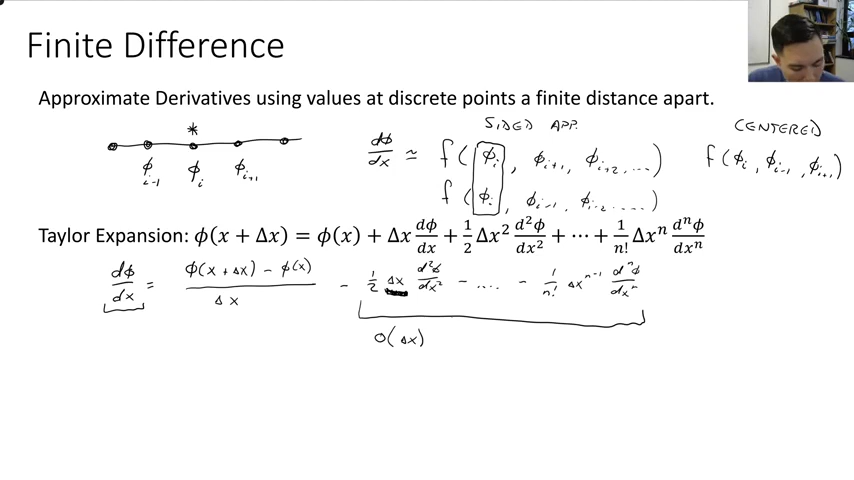 Finite Difference
Approximate Derivatives using values at discrete points a finite distance apart.
SIDED APP.
CENTERED
*
dϕ/dx ≃ f(ϕᵢ, ϕᵢ₊₁, ϕᵢ₊₂, ....)
f(ϕᵢ, ϕᵢ₋₁, ϕᵢ₊₁)
ϕᵢ₋₁ ϕᵢ ϕᵢ₊₁
f(ϕᵢ, ϕᵢ₋₁, ϕᵢ₋₂ .....)
Taylor Expansion: ϕ(x + Δx) = ϕ(x) + Δx dϕ/dx + 1/2 Δx² d²ϕ/dx² + ⋯ + 1/n! Δxⁿ dⁿϕ/dxⁿ
dϕ/dx = (ϕ(x + Δx) - ϕ(x))/Δx - 1/2 Δx d²ϕ/dx² - .... - 1/n! Δxⁿ⁻¹ dⁿϕ/dxⁿ
O(Δx)